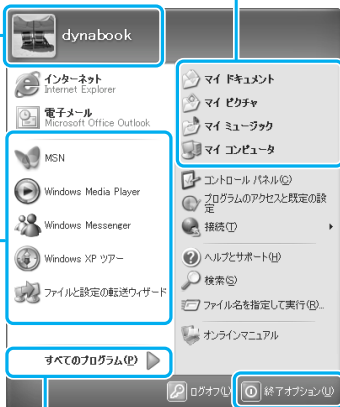 dynabook
インターネット
Internet Explorer
電子メール
Microsoft Office Outlook
MSN
Windows Media Player
Windows Messenger
Windows XP ツアー
ファイルと設定の転送ウィザード
すべてのプログラム(P)
マイ ドキュメント
マイ ピクチャ
マイ ミュージック
マイ コンピュータ
コントロール パネル(C)
プログラムのアクセスと既定の設
定
接続(T)
ヘルプとサポート(H)
検索(S)
ファイル名を指定して実行(R)...
オンラインマニュアル
ログオフ(L)
終了オプション(U)